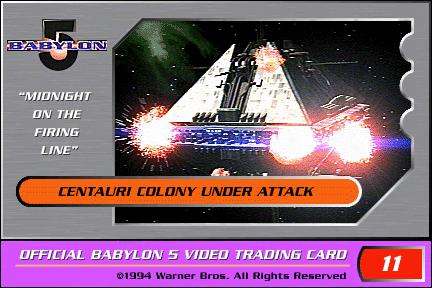 BABYLON
5
"MIDNIGHT
ON THE
FIRING
LINE"
CENTAURI COLONY UNDER ATTACK
OFFICIAL BABYLON 5 VIDEO TRADING CARD
11
©1994 Warner Bros. All Rights Reserved